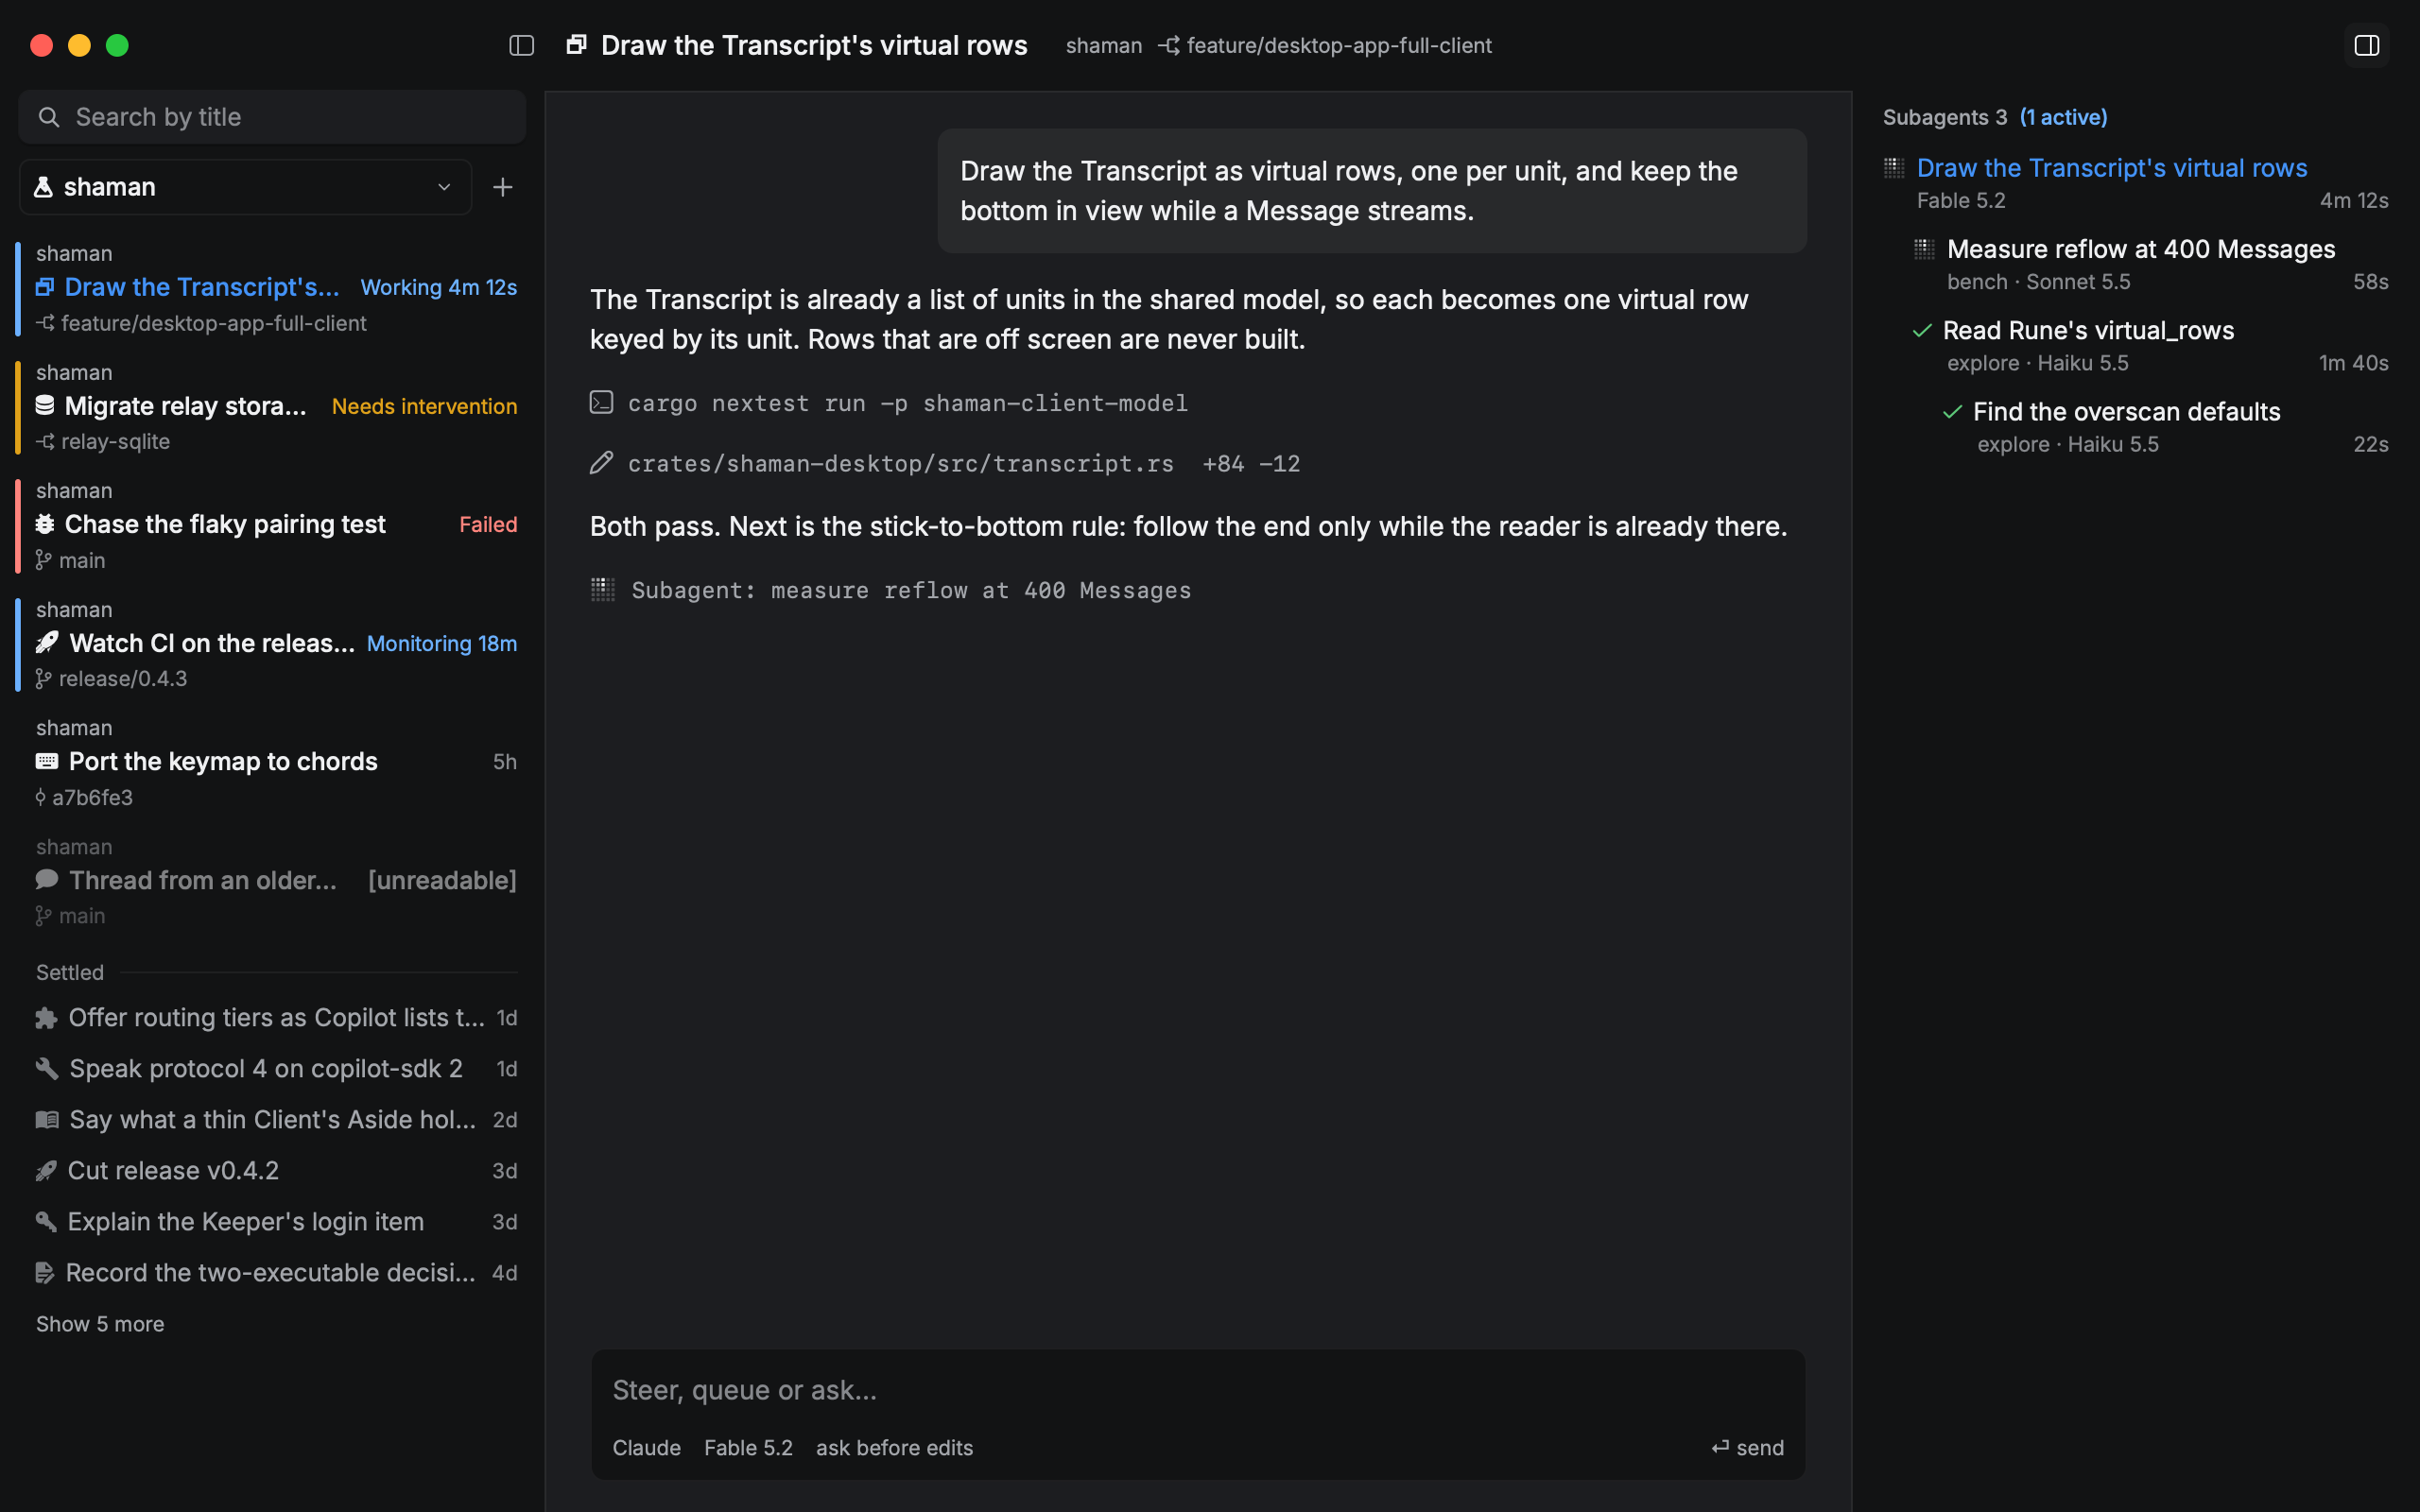 Draw the Transcript's virtual rows
shaman
feature/desktop-app-full-client
Search by title
shaman
shaman
Draw the Transcript's...
Working 4m 12s
feature/desktop-app-full-client
shaman
Migrate relay stora...
Needs intervention
relay-sqlite
shaman
Chase the flaky pairing test
Failed
main
shaman
Watch CI on the releas...
Monitoring 18m
release/0.4.3
shaman
Port the keymap to chords
5h
a7b6fe3
shaman
Thread from an older...
[unreadable]
main
Settled
Offer routing tiers as Copilot lists t...
1d
Speak protocol 4 on copilot-sdk 2
1d
Say what a thin Client's Aside hol...
2d
Cut release v0.4.2
3d
Explain the Keeper's login item
3d
Record the two-executable decisi...
4d
Show 5 more
Draw the Transcript as virtual rows, one per unit, and keep the
bottom in view while a Message streams.
The Transcript is already a list of units in the shared model, so each becomes one virtual row
keyed by its unit. Rows that are off screen are never built.
cargo nextest run -p shaman-client-model
crates/shaman-desktop/src/transcript.rs +84 -12
Both pass. Next is the stick-to-bottom rule: follow the end only while the reader is already there.
Subagent: measure reflow at 400 Messages
Steer, queue or ask...
Claude
Fable 5.2
ask before edits
send
Subagents 3 (1 active)
Draw the Transcript's virtual rows
Fable 5.2
4m 12s
Measure reflow at 400 Messages
bench · Sonnet 5.5
58s
Read Rune's virtual_rows
explore · Haiku 5.5
1m 40s
Find the overscan defaults
explore · Haiku 5.5
22s